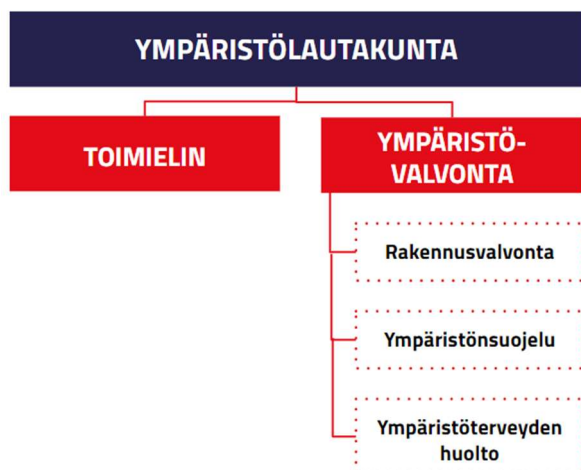 YMPÄRISTÖLAUTAKUNTA
TOIMIELIN
YMPÄRISTÖ-
VALVONTA
Rakennusvalvonta
Ympäristönsuojelu
Ympäristöterveyden
huolto